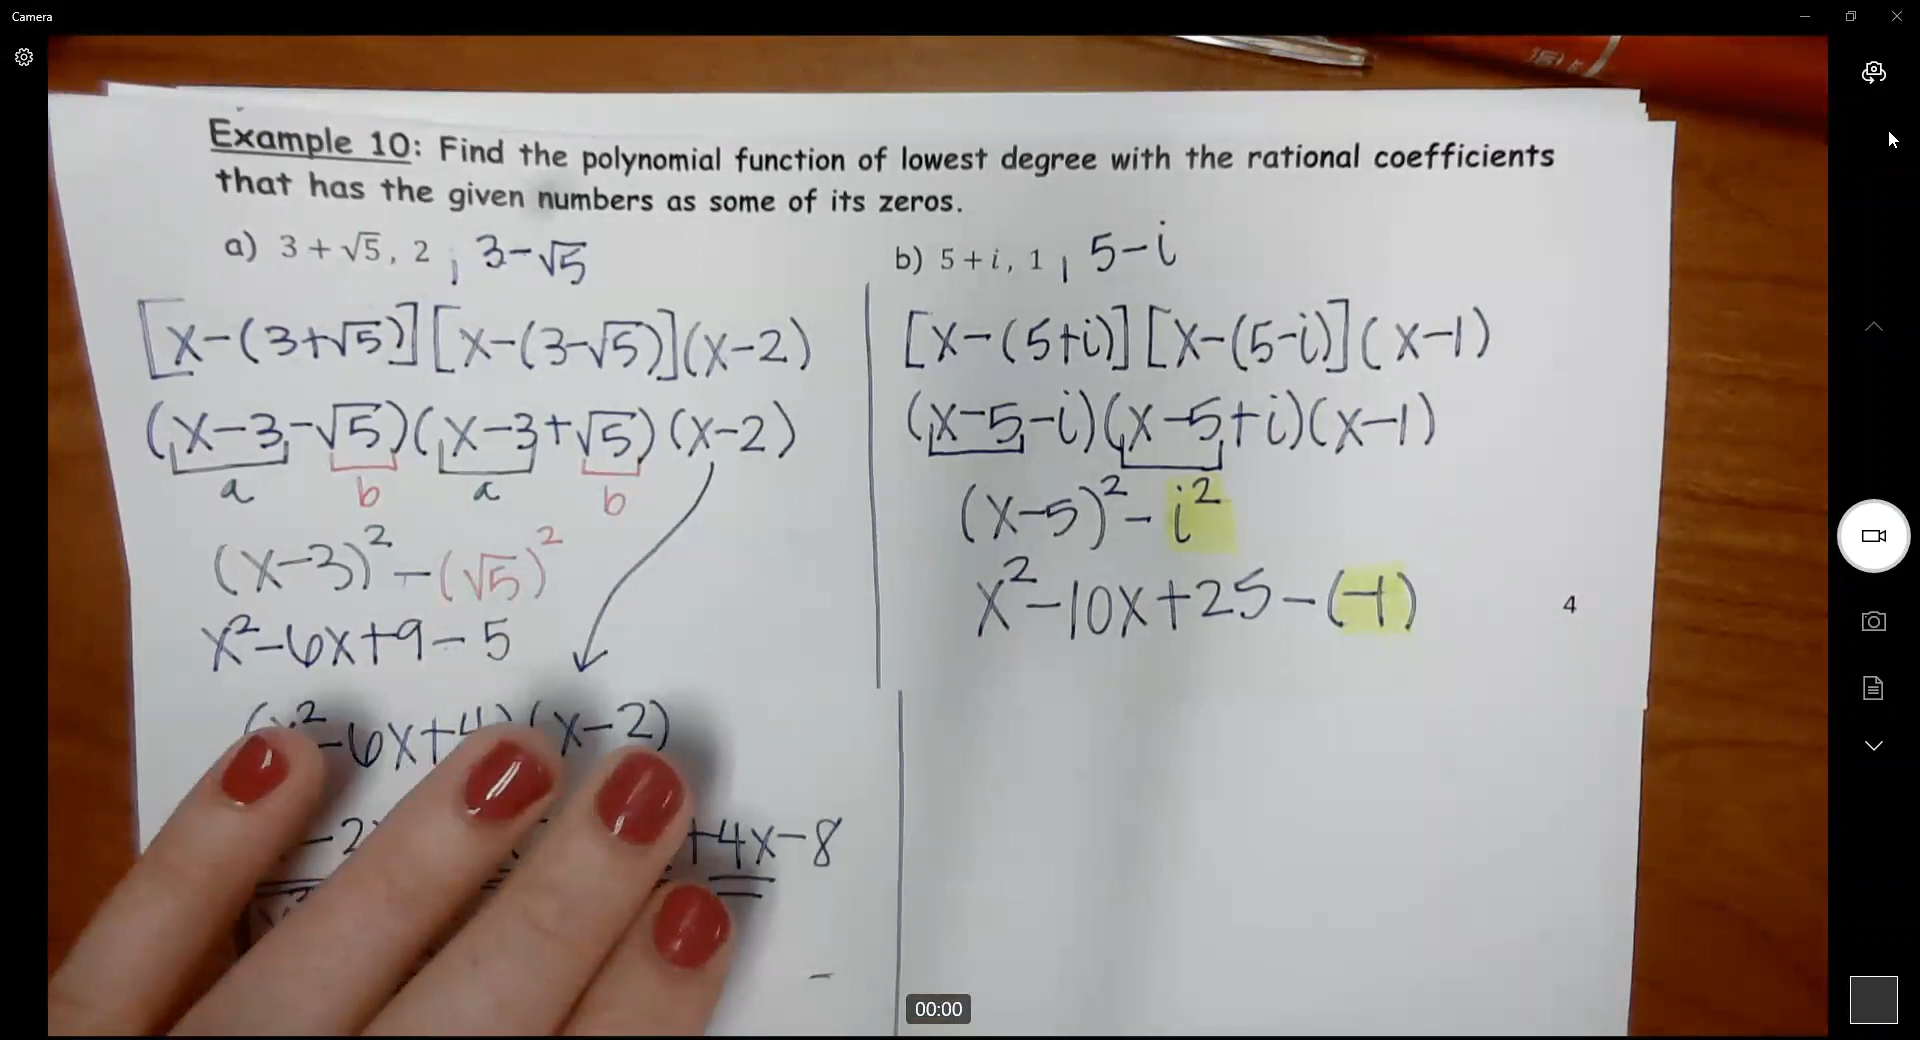 Camera
Example 10: Find the polynomial function of lowest degree with the rational coefficients
that has the given numbers as some of its zeros.
a) 3 + √5, 2, 3-√5
[x-(3+√5)][x-(3-√5)](x-2)
(x-3-√5)(x-3+√5)(x-2)
a b a b
(x-3)² - (√5)²
x²-6x+9-5
x-2)
+4x-8
b) 5 + i, 1, 5-i
[x-(5+i)][x-(5-i)](x-1)
(x-5-i)(x-5+i)(x-1)
(x-5)² - i²
x²-10x+25-(-1)
4
00:00